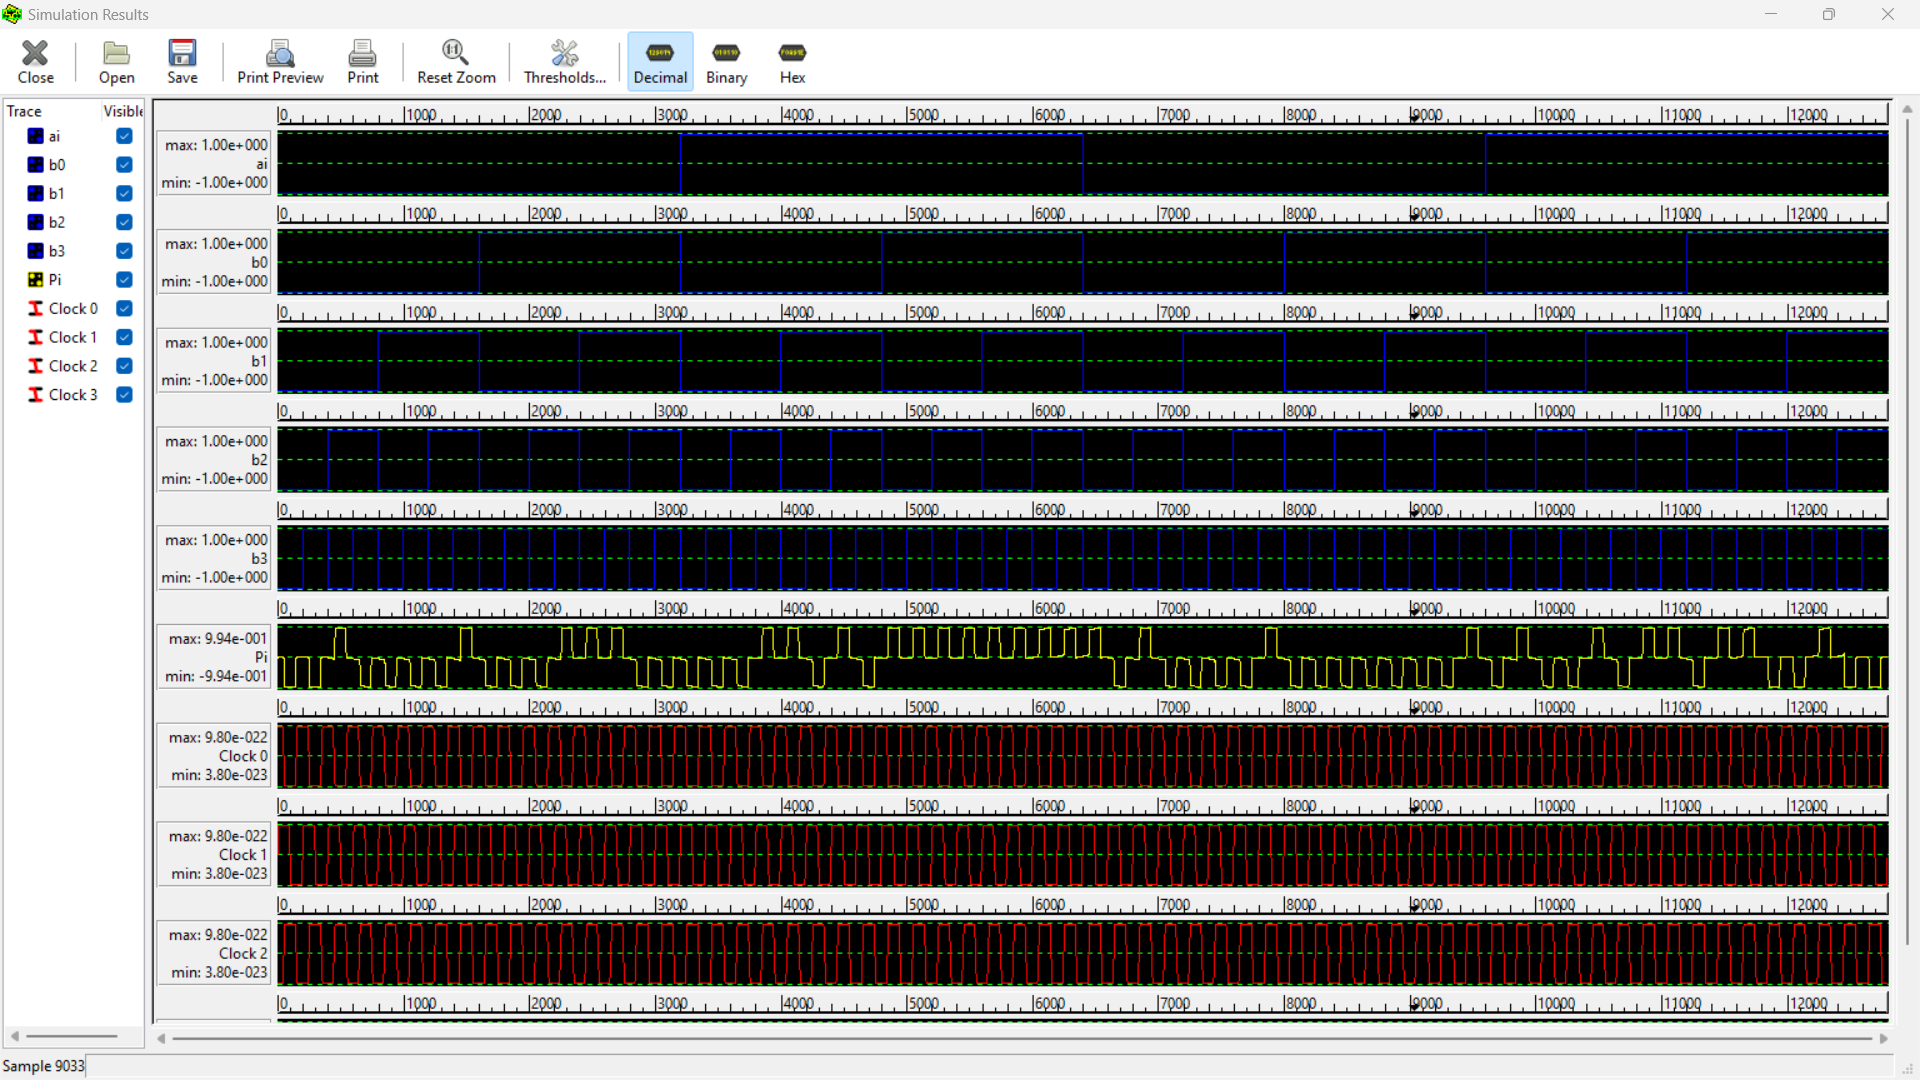 Simulation Results
Close Open Save Print Preview Print Reset Zoom Thresholds... Decimal Binary Hex
Trace Visible
ai
b0
b1
b2
b3
Pi
Clock 0
Clock 1
Clock 2
Clock 3
0 1000 2000 3000 4000 5000 6000 7000 8000 9000 10000 11000 12000
max: 1.00e+000
ai
min: -1.00e+000
0 1000 2000 3000 4000 5000 6000 7000 8000 9000 10000 11000 12000
max: 1.00e+000
b0
min: -1.00e+000
0 1000 2000 3000 4000 5000 6000 7000 8000 9000 10000 11000 12000
max: 1.00e+000
b1
min: -1.00e+000
0 1000 2000 3000 4000 5000 6000 7000 8000 9000 10000 11000 12000
max: 1.00e+000
b2
min: -1.00e+000
0 1000 2000 3000 4000 5000 6000 7000 8000 9000 10000 11000 12000
max: 1.00e+000
b3
min: -1.00e+000
0 1000 2000 3000 4000 5000 6000 7000 8000 9000 10000 11000 12000
max: 9.94e-001
Pi
min: -9.94e-001
0 1000 2000 3000 4000 5000 6000 7000 8000 9000 10000 11000 12000
max: 9.80e-022
Clock 0
min: 3.80e-023
0 1000 2000 3000 4000 5000 6000 7000 8000 9000 10000 11000 12000
max: 9.80e-022
Clock 1
min: 3.80e-023
0 1000 2000 3000 4000 5000 6000 7000 8000 9000 10000 11000 12000
max: 9.80e-022
Clock 2
min: 3.80e-023
0 1000 2000 3000 4000 5000 6000 7000 8000 9000 10000 11000 12000
Sample 9033